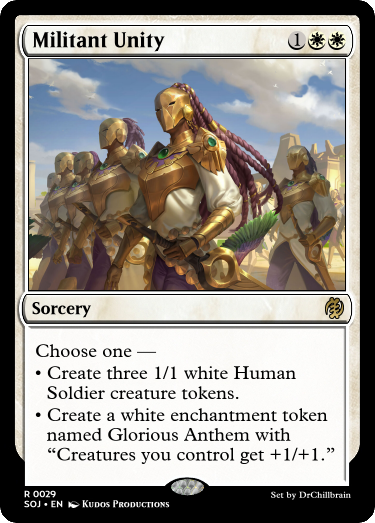 Militant Unity 1
Sorcery
Choose one —
• Create three 1/1 white Human
Soldier creature tokens.
• Create a white enchantment token
named Glorious Anthem with
“Creatures you control get +1/+1.”
R 0029
SOJ • EN Kudos Productions
Set by DrChillbrain